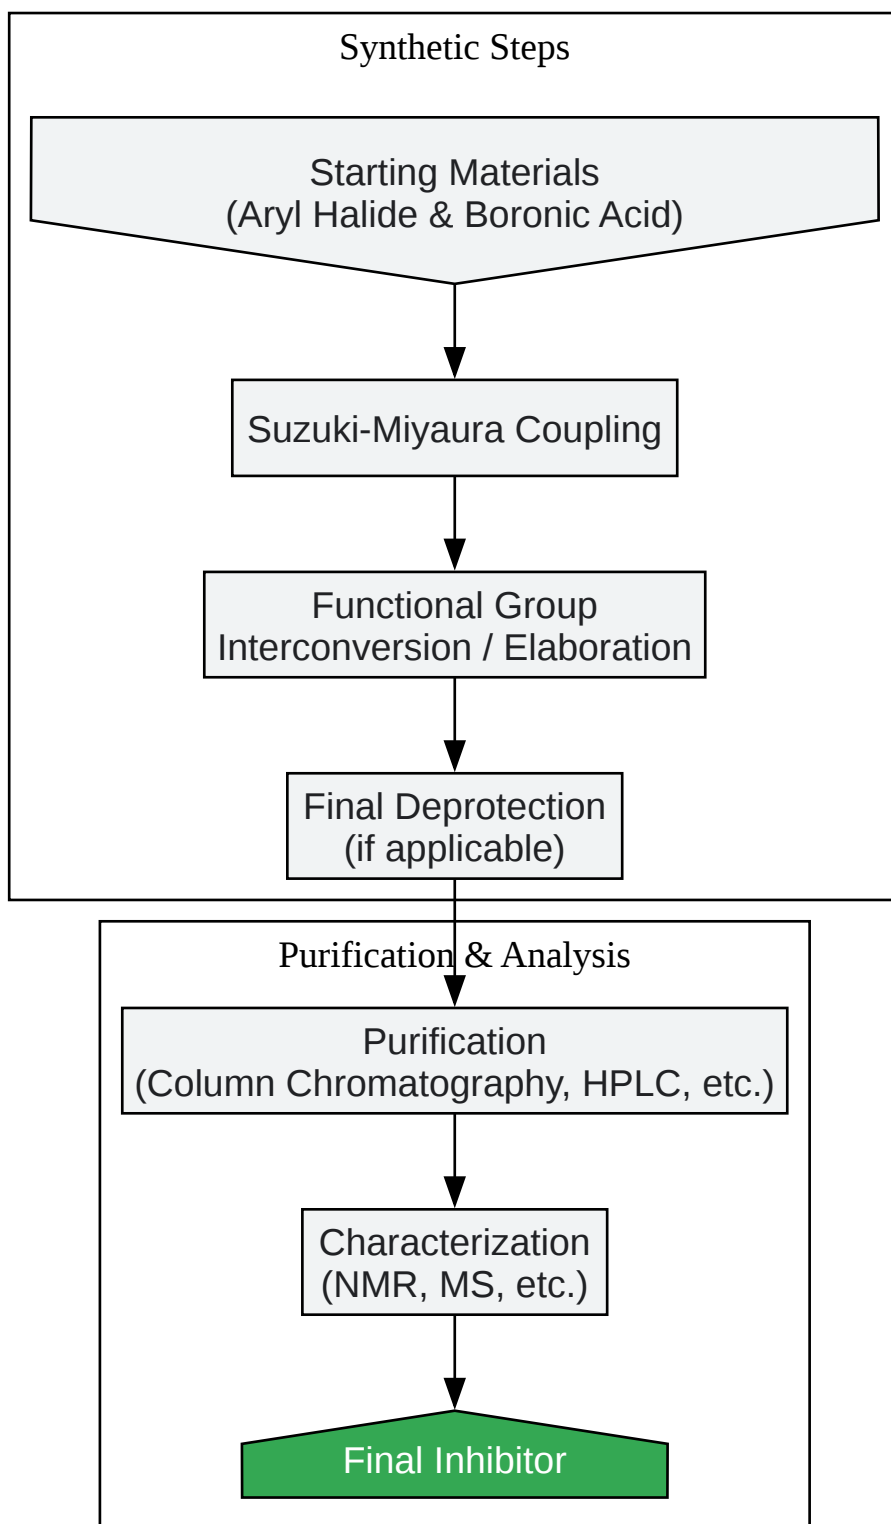 Synthetic Steps
Starting Materials
(Aryl Halide & Boronic Acid)
Suzuki-Miyaura Coupling
Functional Group
Interconversion / Elaboration
Final Deprotection
(if applicable)
Purification & Analysis
Purification
(Column Chromatography, HPLC, etc.)
Characterization
(NMR, MS, etc.)
Final Inhibitor